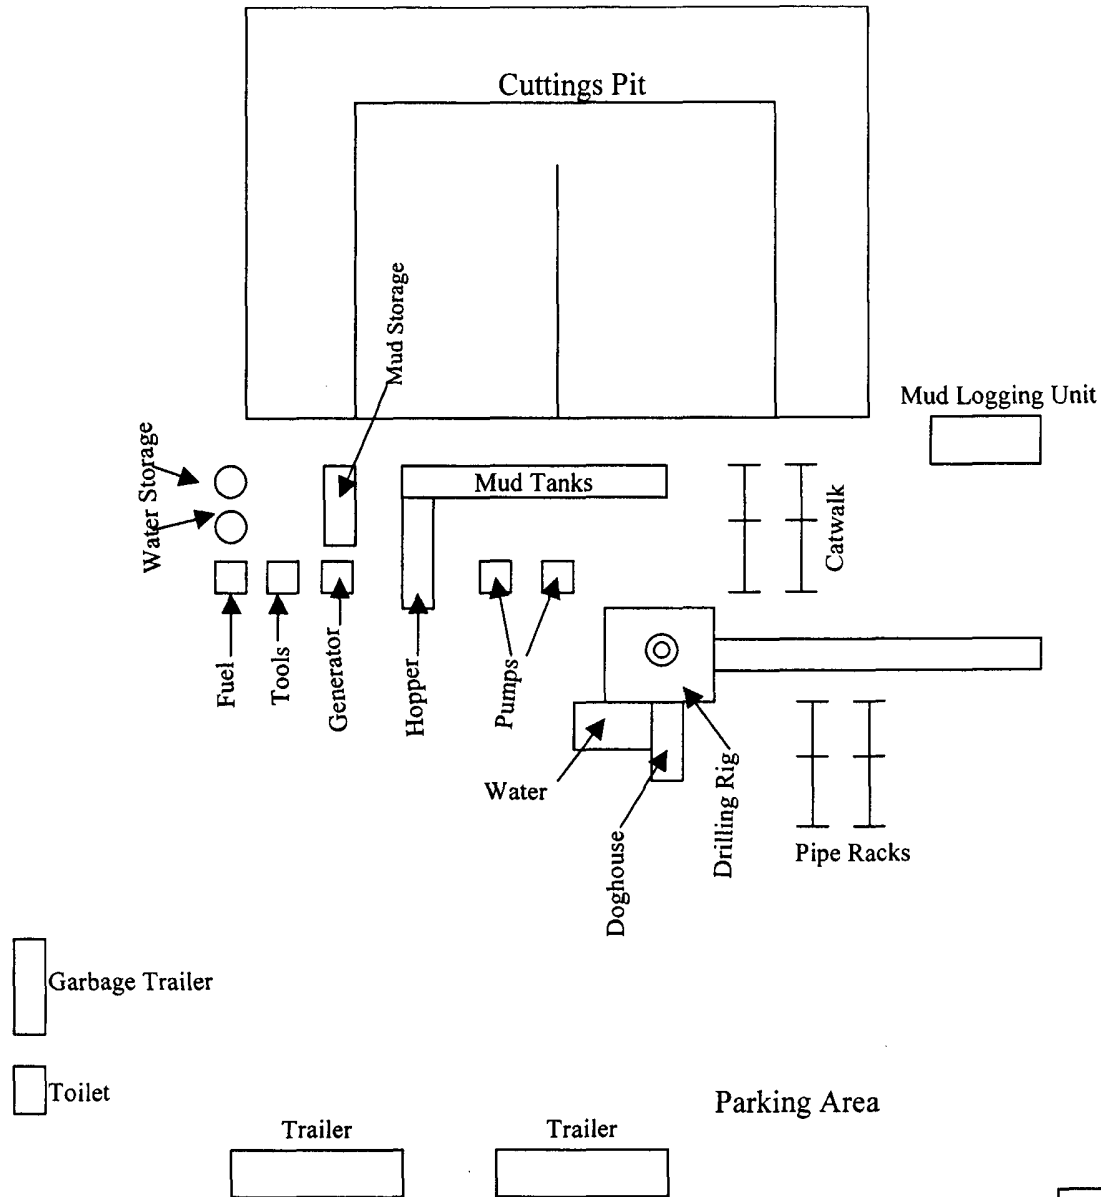 Cuttings Pit
Mud Storage
Mud Logging Unit
Water Storage
Mud Tanks
Catwalk
Fuel
Tools
Generator
Hopper
Pumps
Water
Doghouse
Drilling Rig
Pipe Racks
Garbage Trailer
Toilet
Parking Area
Trailer
Trailer